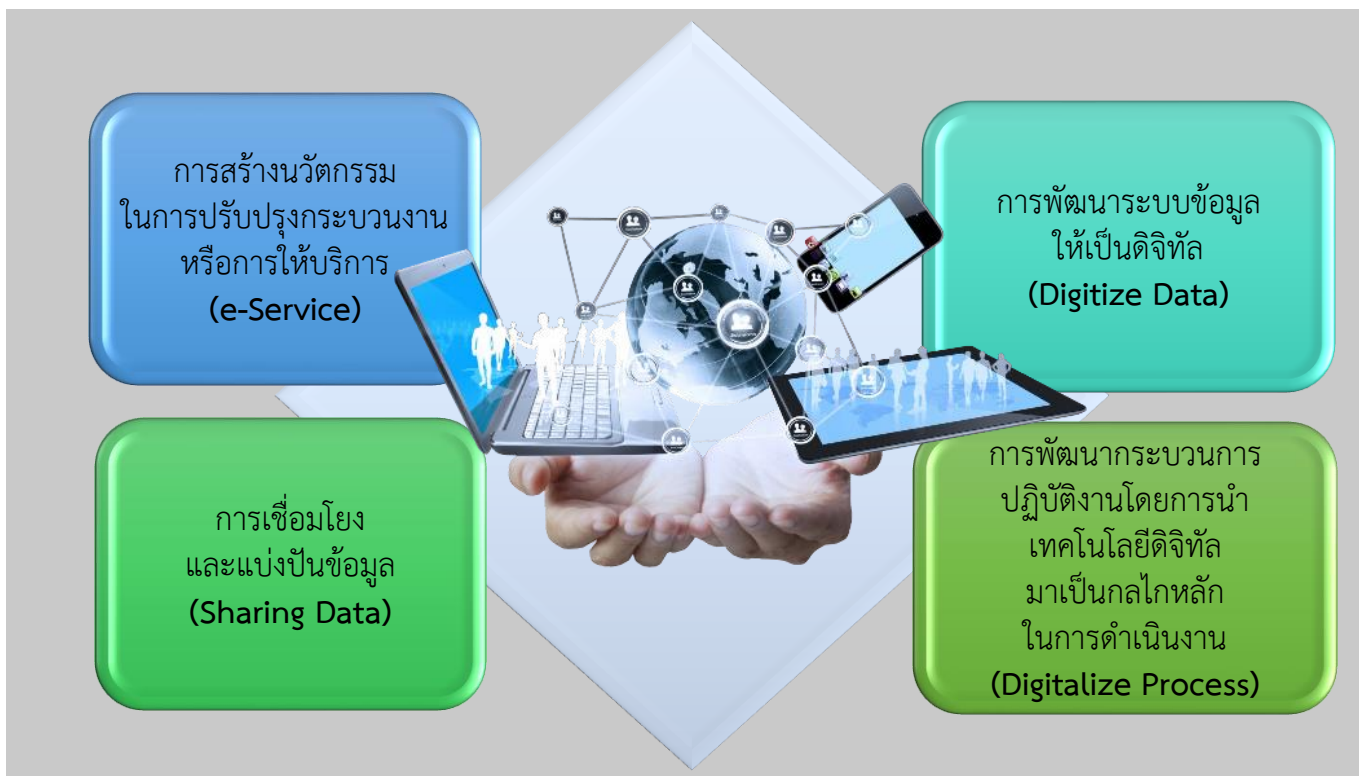 การสร้างนวัตกรรม
ในการปรับปรุงกระบวนงาน
หรือการให้บริการ
(e-Service)
การพัฒนาระบบข้อมูล
ให้เป็นดิจิทัล
(Digitize Data)
การเชื่อมโยง
และแบ่งปันข้อมูล
(Sharing Data)
การพัฒนากระบวนการ
ปฏิบัติงานโดยการนำ
เทคโนโลยีดิจิทัล
มาเป็นกลไกหลัก
ในการดำเนินงาน
(Digitalize Process)